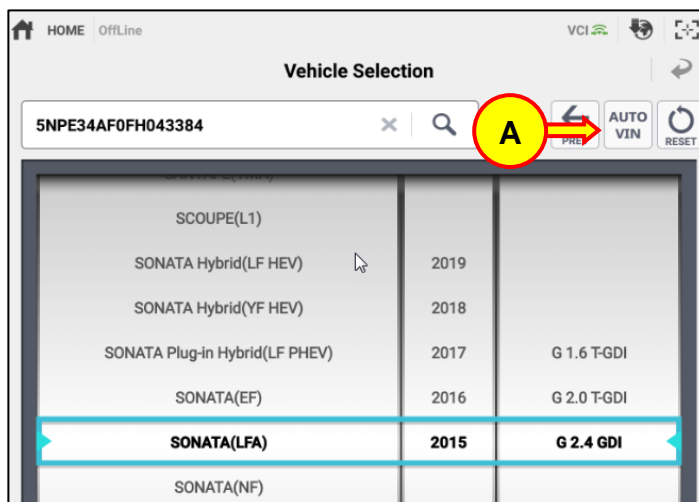 HOME OffLine VCI
Vehicle Selection
5NPE34AF0FH043384
A
AUTO VIN
RESET
SCOUPE(L1)
SONATA Hybrid(LF HEV) 2019
SONATA Hybrid(YF HEV) 2018
SONATA Plug-in Hybrid(LF PHEV) 2017 G 1.6 T-GDI
SONATA(EF) 2016 G 2.0 T-GDI
SONATA(LFA) 2015 G 2.4 GDI
SONATA(NF)